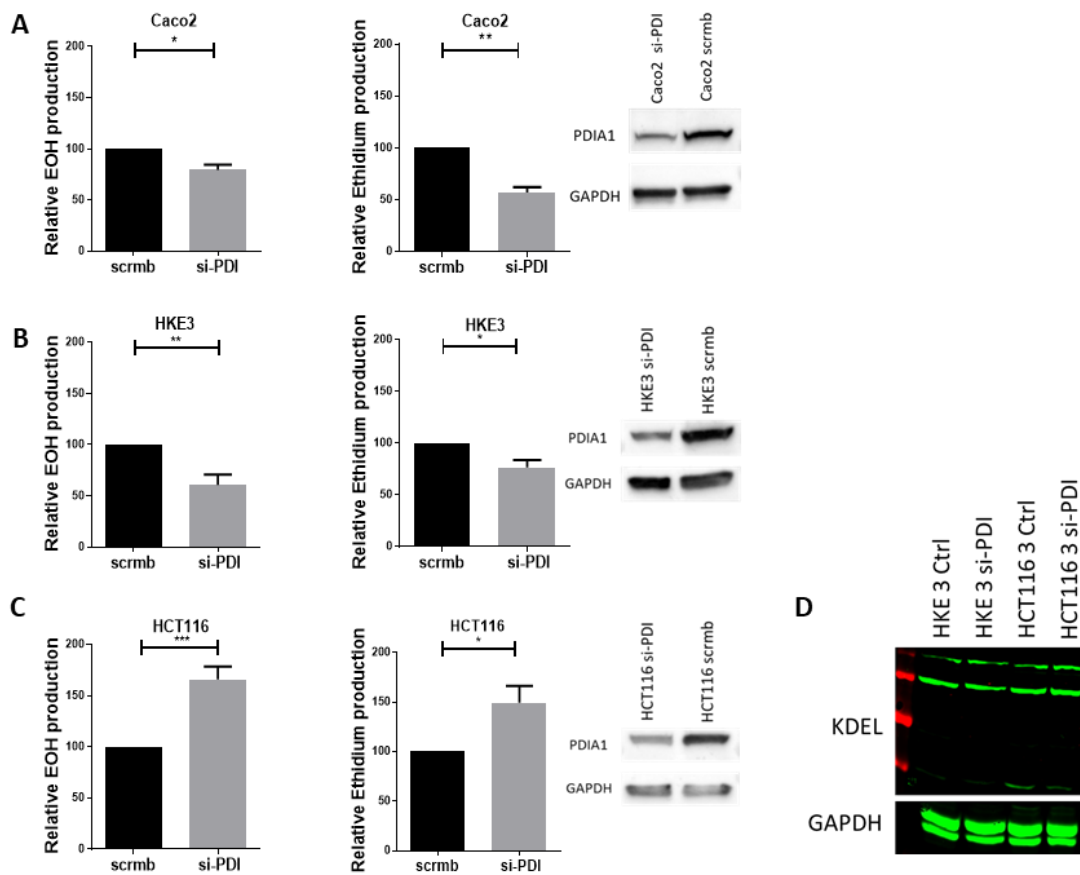 A
Caco2
*
Relative EOH production
200
150
100
50
0
scrmb
si-PDI
Caco2
**
Relative Ethidium production
200
150
100
50
0
scrmb
si-PDI
Caco2 si-PDI
Caco2 scrmb
PDIA1
GAPDH
B
HKE3
**
Relative EOH production
200
150
100
50
0
scrmb
si-PDI
HKE3
*
Relative Ethidium production
200
150
100
50
0
scrmb
si-PDI
HKE3 si-PDI
HKE3 scrmb
PDIA1
GAPDH
C
HCT116
***
Relative EOH production
200
150
100
50
0
scrmb
si-PDI
HCT116
*
Relative Ethidium production
200
150
100
50
0
scrmb
si-PDI
HCT116 si-PDI
HCT116 scrmb
PDIA1
GAPDH
D
HKE 3 Ctrl
HKE 3 si-PDI
HCT116 3 Ctrl
HCT116 3 si-PDI
KDEL
GAPDH